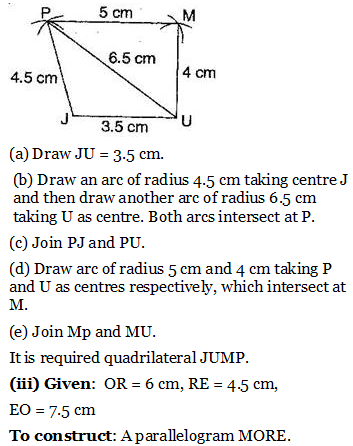 P 5 cm M
6.5 cm
4.5 cm 4 cm
J 3.5 cm U
(a) Draw JU = 3.5 cm.
(b) Draw an arc of radius 4.5 cm taking centre J
and then draw another arc of radius 6.5 cm
taking U as centre. Both arcs intersect at P.
(c) Join PJ and PU.
(d) Draw arc of radius 5 cm and 4 cm taking P
and U as centres respectively, which intersect at
M.
(e) Join Mp and MU.
It is required quadrilateral JUMP.
(iii) Given: OR = 6 cm, RE = 4.5 cm,
EO = 7.5 cm
To construct: A parallelogram MORE.